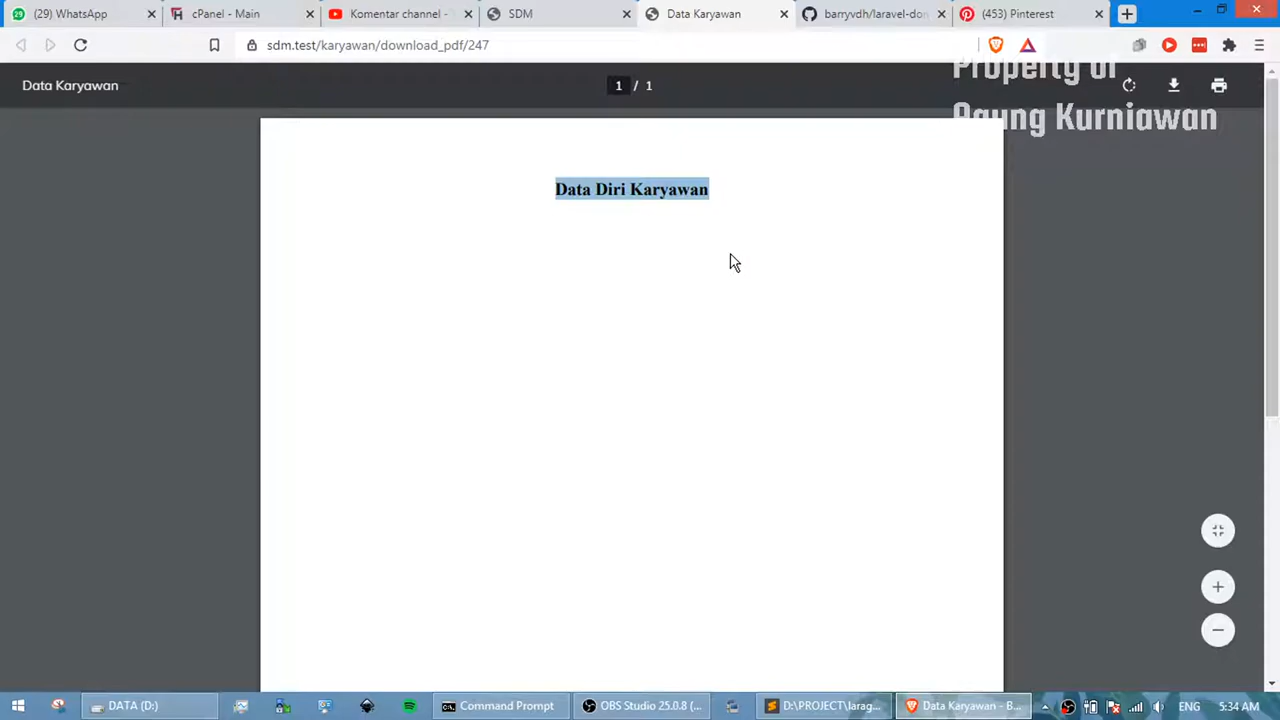 (29) WhatsApp
cPanel - Main
Komentar channel -
SDM
Data Karyawan
barryvdh/laravel-dom
(453) Pinterest
sdm.test/karyawan/download_pdf/247
Data Karyawan
1 / 1
Property of
Agung Kurniawan
Data Diri Karyawan
DATA (D:)
Command Prompt
OBS Studio 25.0.8 (...
D:\PROJECT\larag...
Data Karyawan - B...
ENG
5:34 AM